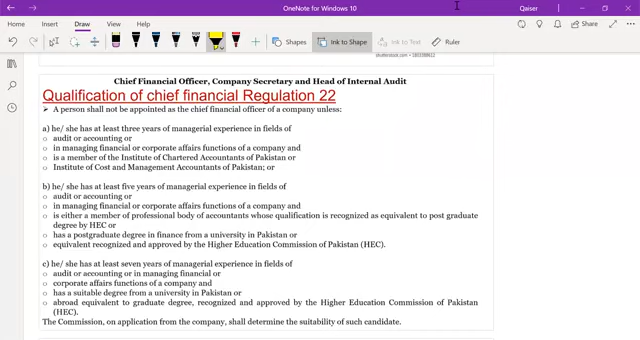 OneNote for Windows 10
Qaiser
Home Insert Draw View Help
Share
Shapes
Ink to Shape
Ink to Text
Ruler
shutterstock.com • 1803388612
Chief Financial Officer, Company Secretary and Head of Internal Audit
Qualification of chief financial Regulation 22
➢ A person shall not be appointed as the chief financial officer of a company unless:
a) he/ she has at least three years of managerial experience in fields of
o audit or accounting or
o in managing financial or corporate affairs functions of a company and
o is a member of the Institute of Chartered Accountants of Pakistan or
o Institute of Cost and Management Accountants of Pakistan; or
b) he/ she has at least five years of managerial experience in fields of
o audit or accounting or
o in managing financial or corporate affairs functions of a company and
o is either a member of professional body of accountants whose qualification is recognized as equivalent to post graduate
degree by HEC or
o has a postgraduate degree in finance from a university in Pakistan or
o equivalent recognized and approved by the Higher Education Commission of Pakistan (HEC).
c) he/ she has at least seven years of managerial experience in fields of
o audit or accounting or in managing financial or
o corporate affairs functions of a company and
o has a suitable degree from a university in Pakistan or
o abroad equivalent to graduate degree, recognized and approved by the Higher Education Commission of Pakistan
(HEC).
The Commission, on application from the company, shall determine the suitability of such candidate.